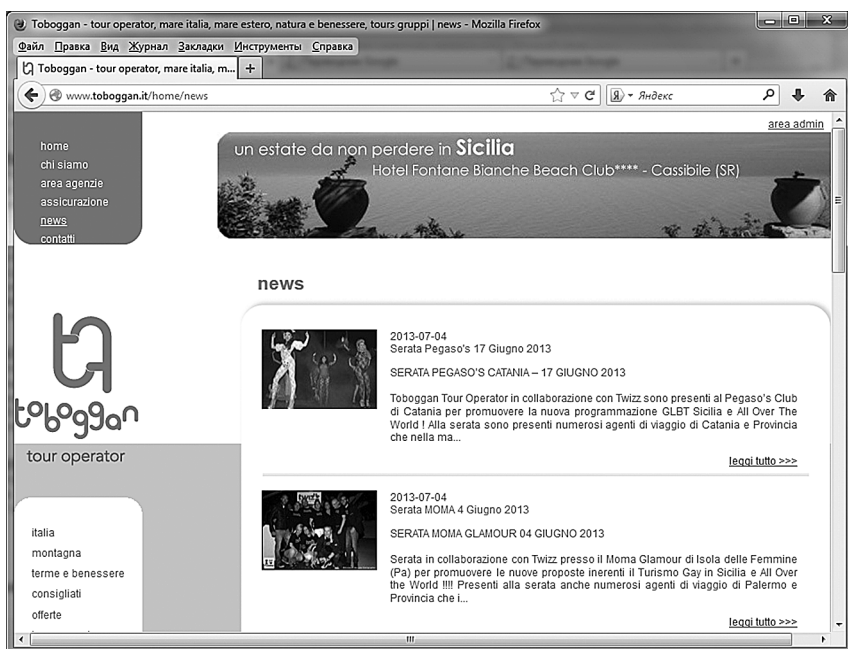 Toboggan - tour operator, mare italia, mare estero, natura e benessere, tours gruppi | news - Mozilla Firefox
Файл Правка Вид Журнал Закладки Инструменты Справка
Toboggan - tour operator, mare italia, m... +
www.toboggan.it/home/news
Яндекс
area admin
home
chi siamo
area agenzie
assicurazione
news
contatti
un estate da non perdere in Sicilia
Hotel Fontane Bianche Beach Club**** - Cassibile (SR)
news
toboggan
tour operator
italia
montagna
terme e benessere
consigliati
offerte
2013-07-04
Serata Pegaso's 17 Giugno 2013
SERATA PEGASO'S CATANIA – 17 GIUGNO 2013
Toboggan Tour Operator in collaborazione con Twizz sono presenti al Pegaso's Club
di Catania per promuovere la nuova programmazione GLBT Sicilia e All Over The
World ! Alla serata sono presenti numerosi agenti di viaggio di Catania e Provincia
che nella ma...
leggi tutto >>>
2013-07-04
Serata MOMA 4 Giugno 2013
SERATA MOMA GLAMOUR 04 GIUGNO 2013
Serata in collaborazione con Twizz presso il Moma Glamour di Isola delle Femmine
(Pa) per promuovere le nuove proposte inerenti il Turismo Gay in Sicilia e All Over
the World !!!! Presenti alla serata anche numerosi agenti di viaggio di Palermo e
Provincia che i...
leggi tutto >>>